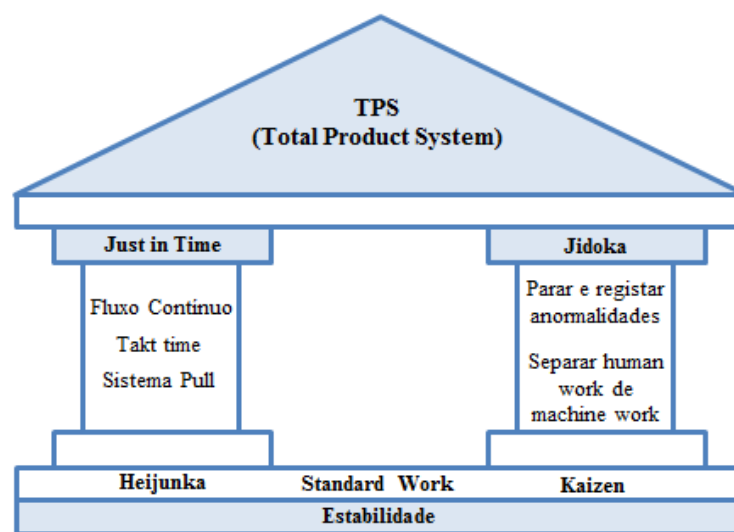 TPS
(Total Product System)
Just in Time
Jidoka
Fluxo Contínuo
Takt time
Sistema Pull
Parar e registar
anormalidades
Separar human
work de
machine work
Heijunka
Standard Work
Kaizen
Estabilidade